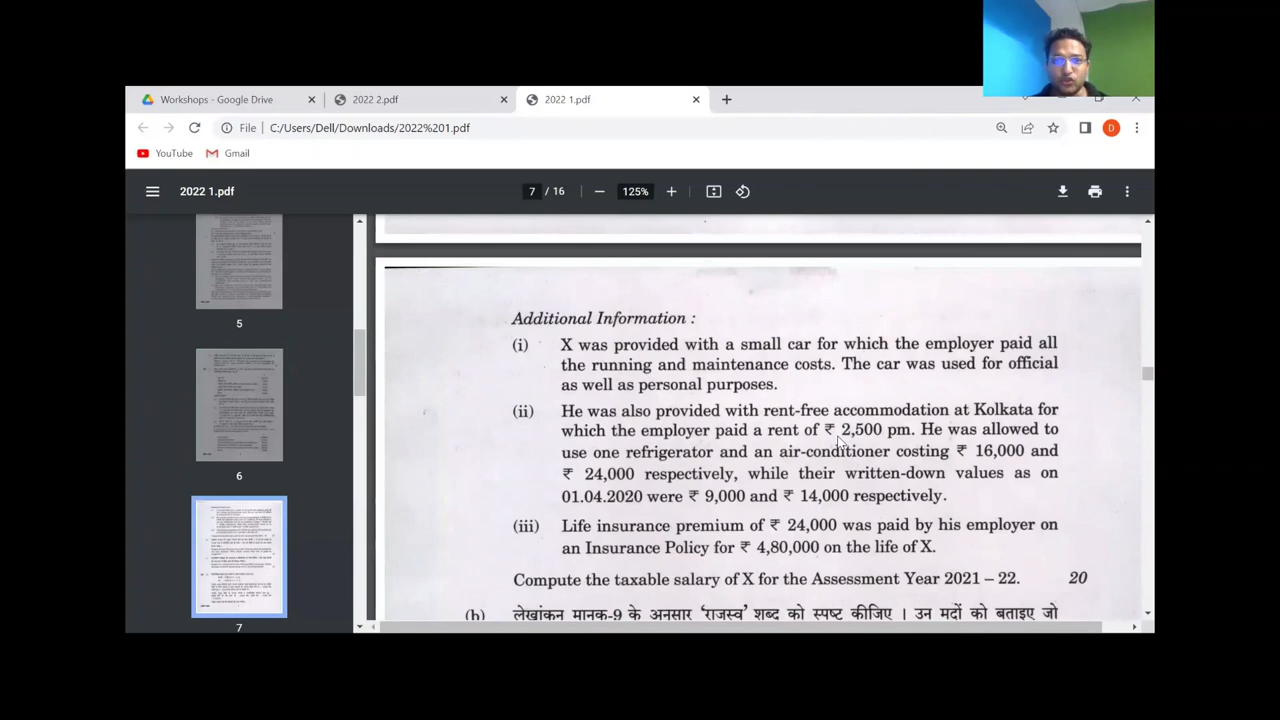 Workshops - Google Drive
2022 2.pdf
2022 1.pdf
File | C:/Users/Dell/Downloads/2022%201.pdf
D
YouTube
Gmail
2022 1.pdf
7 / 16
125%
5
6
7
Additional Information :
(i) X was provided with a small car for which the employer paid all
the running and maintenance costs. The car was used for official
as well as personal purposes.
(ii) He was also provided with rent-free accommodation at Kolkata for
which the employer paid a rent of ₹ 2,500 pm. He was allowed to
use one refrigerator and an air-conditioner costing ₹ 16,000 and
₹ 24,000 respectively, while their written-down values as on
01.04.2020 were ₹ 9,000 and ₹ 14,000 respectively.
(iii) Life insurance premium of ₹ 24,000 was paid by his employer on
an Insurance Policy for ₹ 4,80,000 on the life of X.
Compute the taxable salary of X for the Assessment Year 2021 – 22. 20
(b) लेखांकन मानक-9 के अनुसार 'राजस्व' शब्द को स्पष्ट कीजिए । उन मदों को बताइए जो